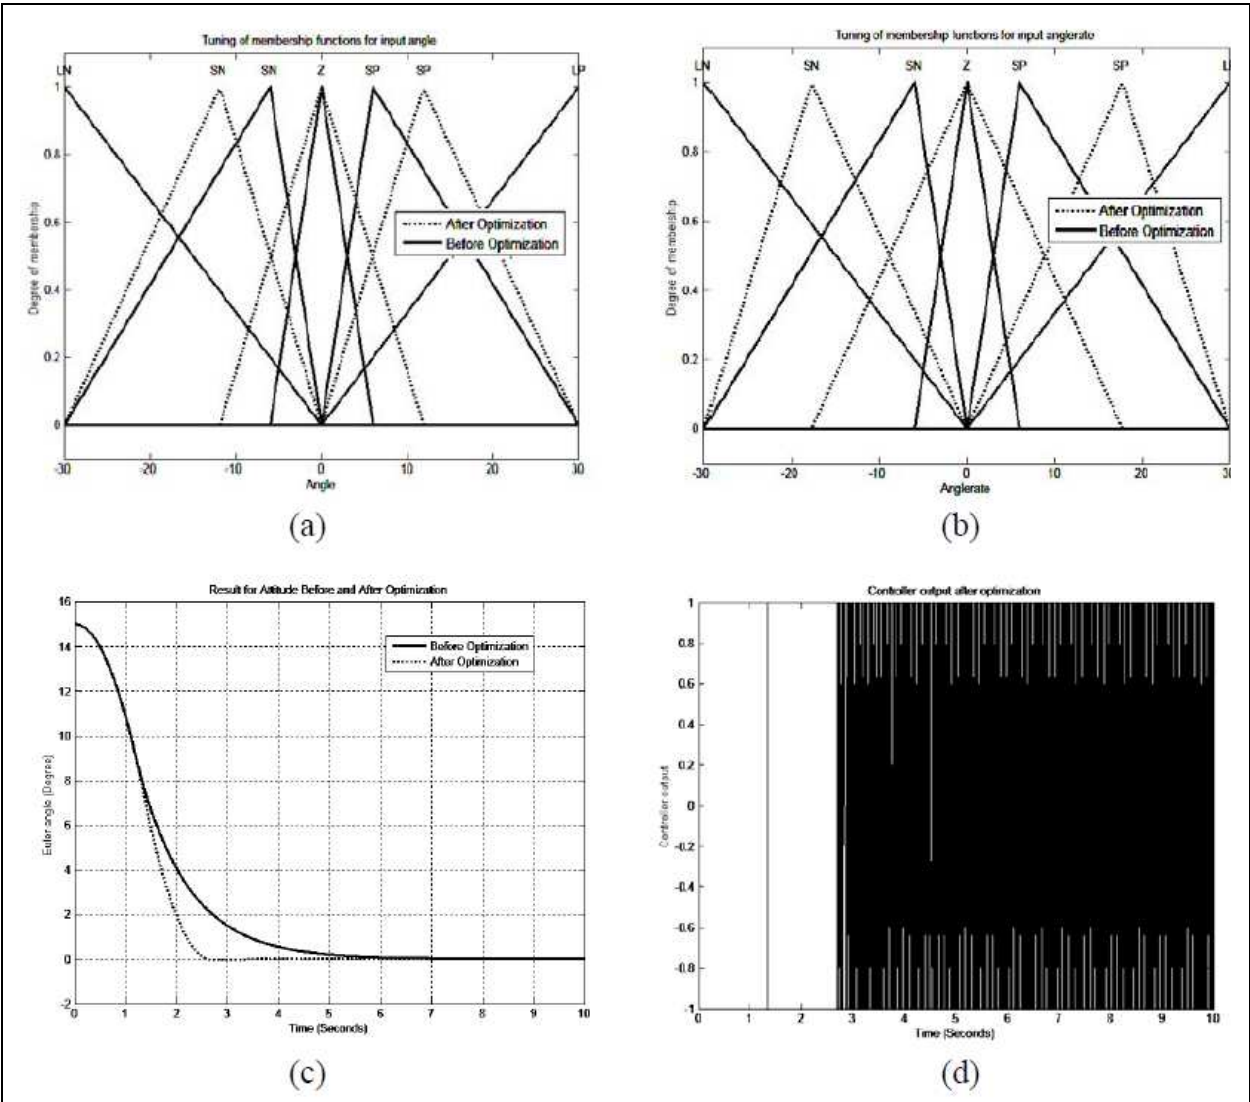 Tuning of membership functions for input angle
LN SN SN Z SP SP LP
1
0.8
0.6
0.4
0.2
0
Degree of membership
After Optimization
Before Optimization
-30 -20 -10 0 10 20 30
Angle
(a)
Tuning of membership functions for input anglerate
LN SN SN Z SP SP L
1
0.8
0.6
0.4
0.2
0
Degree of membership
After Optimization
Before Optimization
-30 -20 -10 0 10 20 30
Anglerate
(b)
Result for Attitude Before and After Optimization
16
14
12
10
8
6
4
2
0
-2
Euler angle (Degree)
Before Optimization
After Optimization
0 1 2 3 4 5 6 7 8 9 10
Time (Seconds)
(c)
Controller output after optimization
1
0.8
0.6
0.4
0.2
0
-0.2
-0.4
-0.6
-0.8
-1
Controller output
0 1 2 3 4 5 6 7 8 9 10
Time (Seconds)
(d)